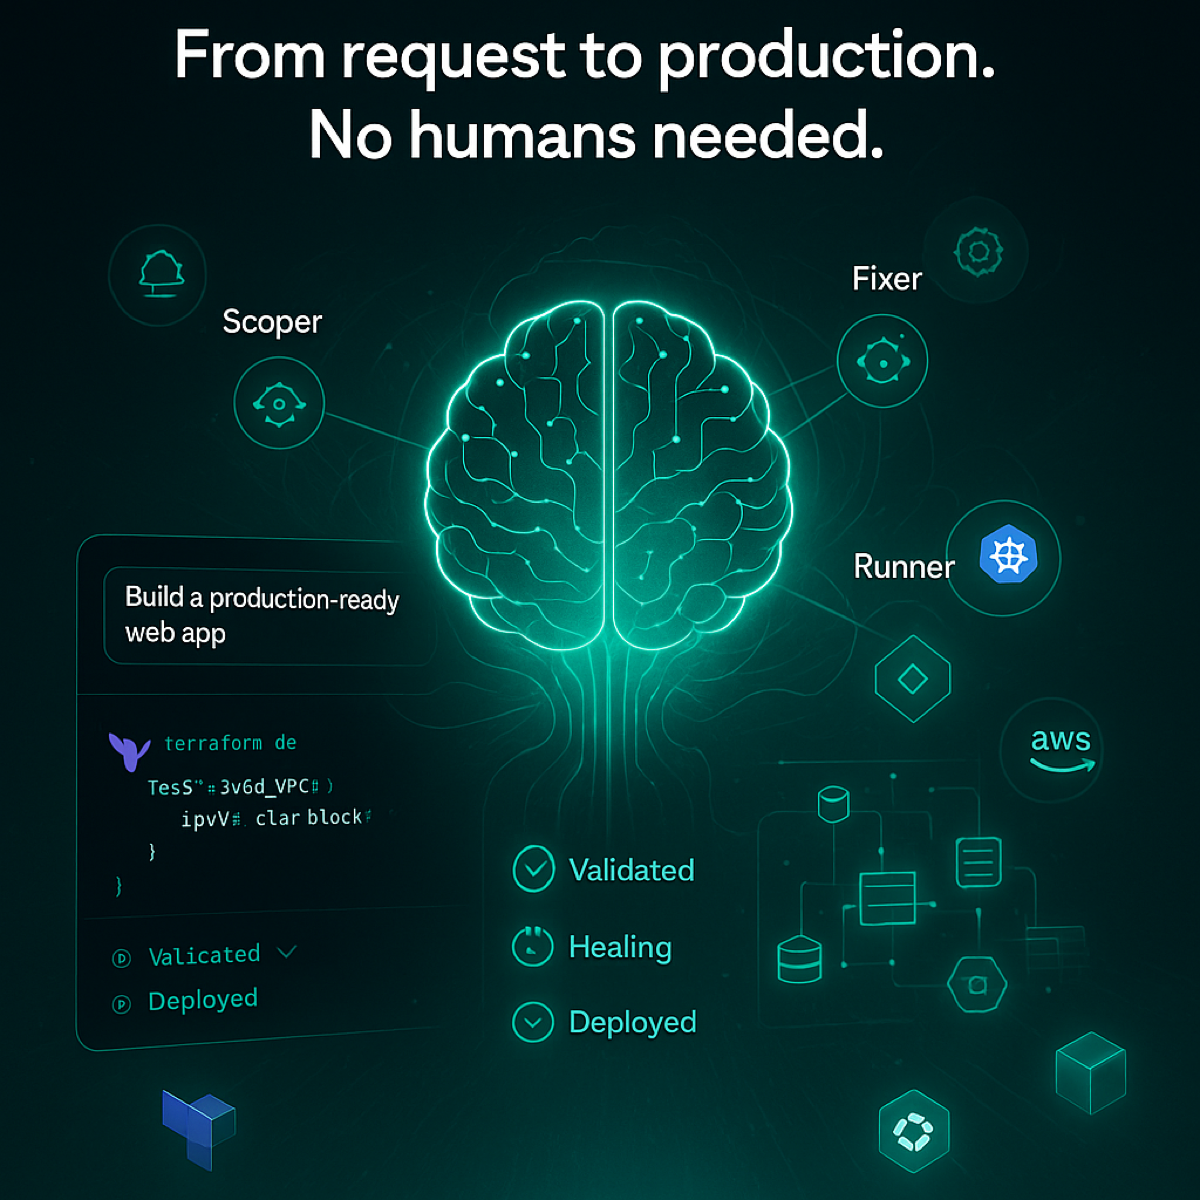 From request to production.
No humans needed.
Scoper
Fixer
Runner
Build a production-ready
web app
terraform de
TesS 3v6d_VPC )
ipvV clar block
}
}
Valicated
Deployed
aws
Validated
Healing
Deployed